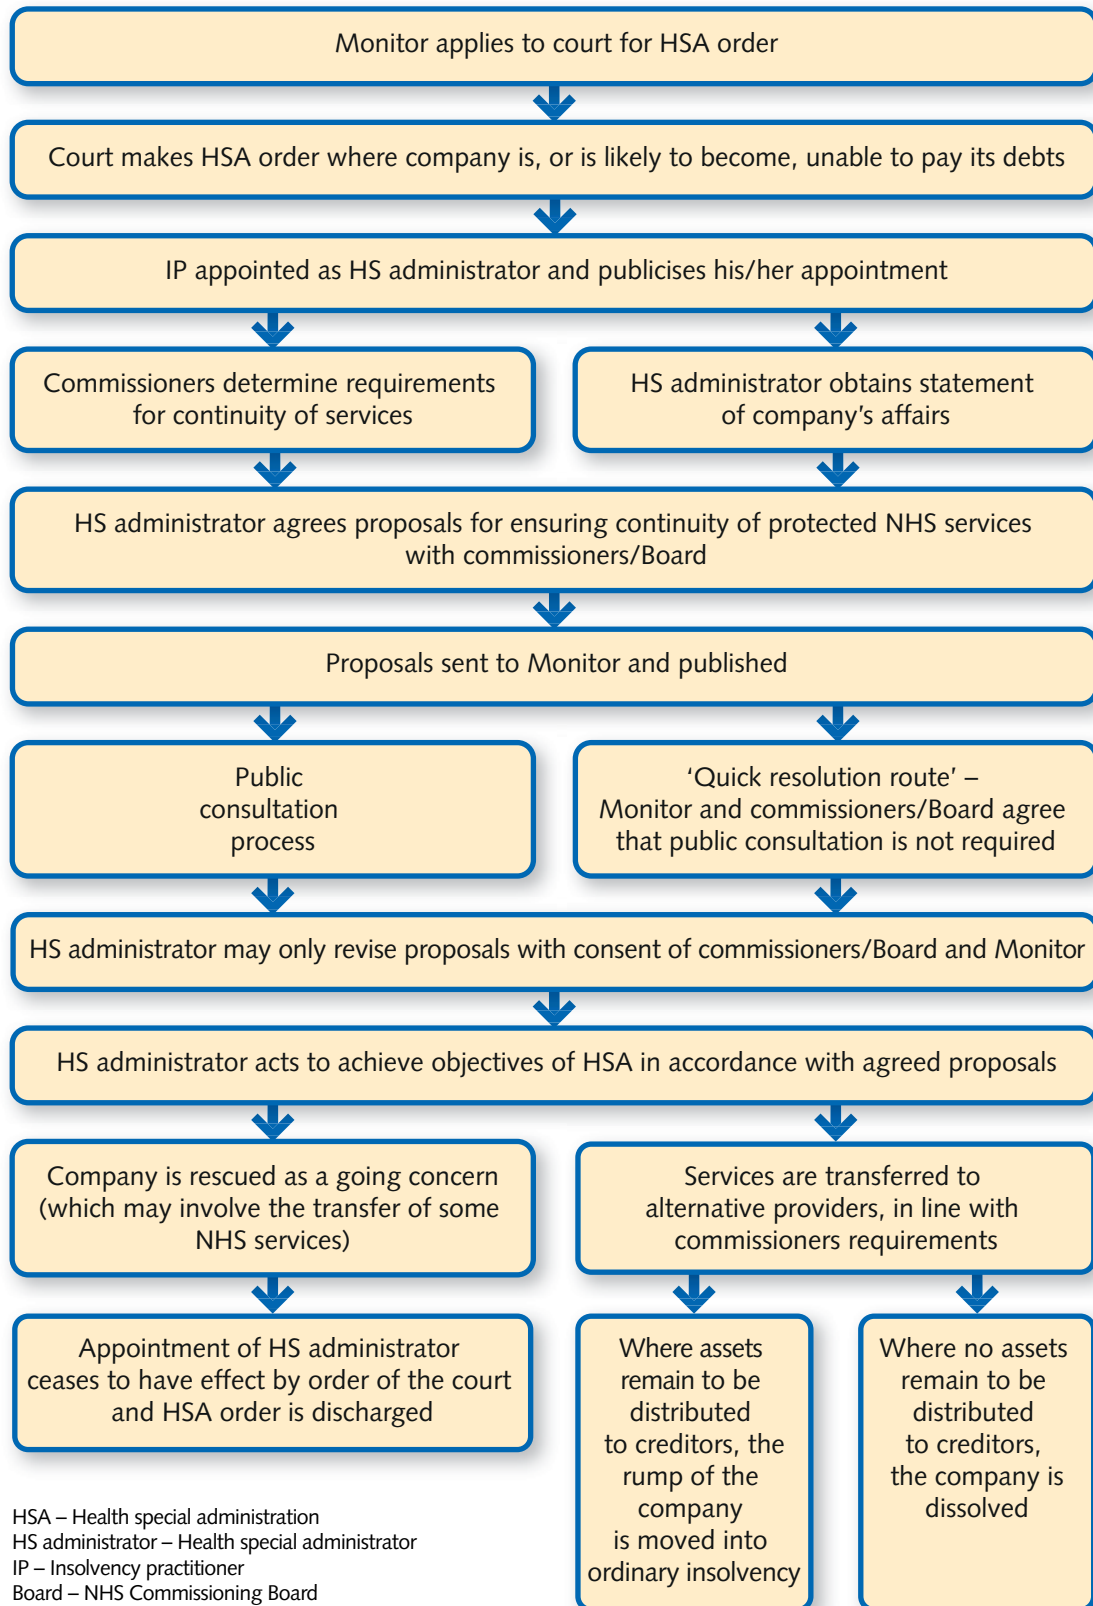 Monitor applies to court for HSA order
Court makes HSA order where company is, or is likely to become, unable to pay its debts
IP appointed as HS administrator and publicises his/her appointment
Commissioners determine requirements
for continuity of services
HS administrator obtains statement
of company's affairs
HS administrator agrees proposals for ensuring continuity of protected NHS services
with commissioners/Board
Proposals sent to Monitor and published
Public
consultation
process
‘Quick resolution route’ –
Monitor and commissioners/Board agree
that public consultation is not required
HS administrator may only revise proposals with consent of commissioners/Board and Monitor
HS administrator acts to achieve objectives of HSA in accordance with agreed proposals
Company is rescued as a going concern
(which may involve the transfer of some
NHS services)
Services are transferred to
alternative providers, in line with
commissioners requirements
Appointment of HS administrator
ceases to have effect by order of the court
and HSA order is discharged
Where assets
remain to be
distributed
to creditors, the
rump of the
company
is moved into
ordinary insolvency
Where no assets
remain to be
distributed
to creditors,
the company is
dissolved
HSA – Health special administration
HS administrator – Health special administrator
IP – Insolvency practitioner
Board – NHS Commissioning Board